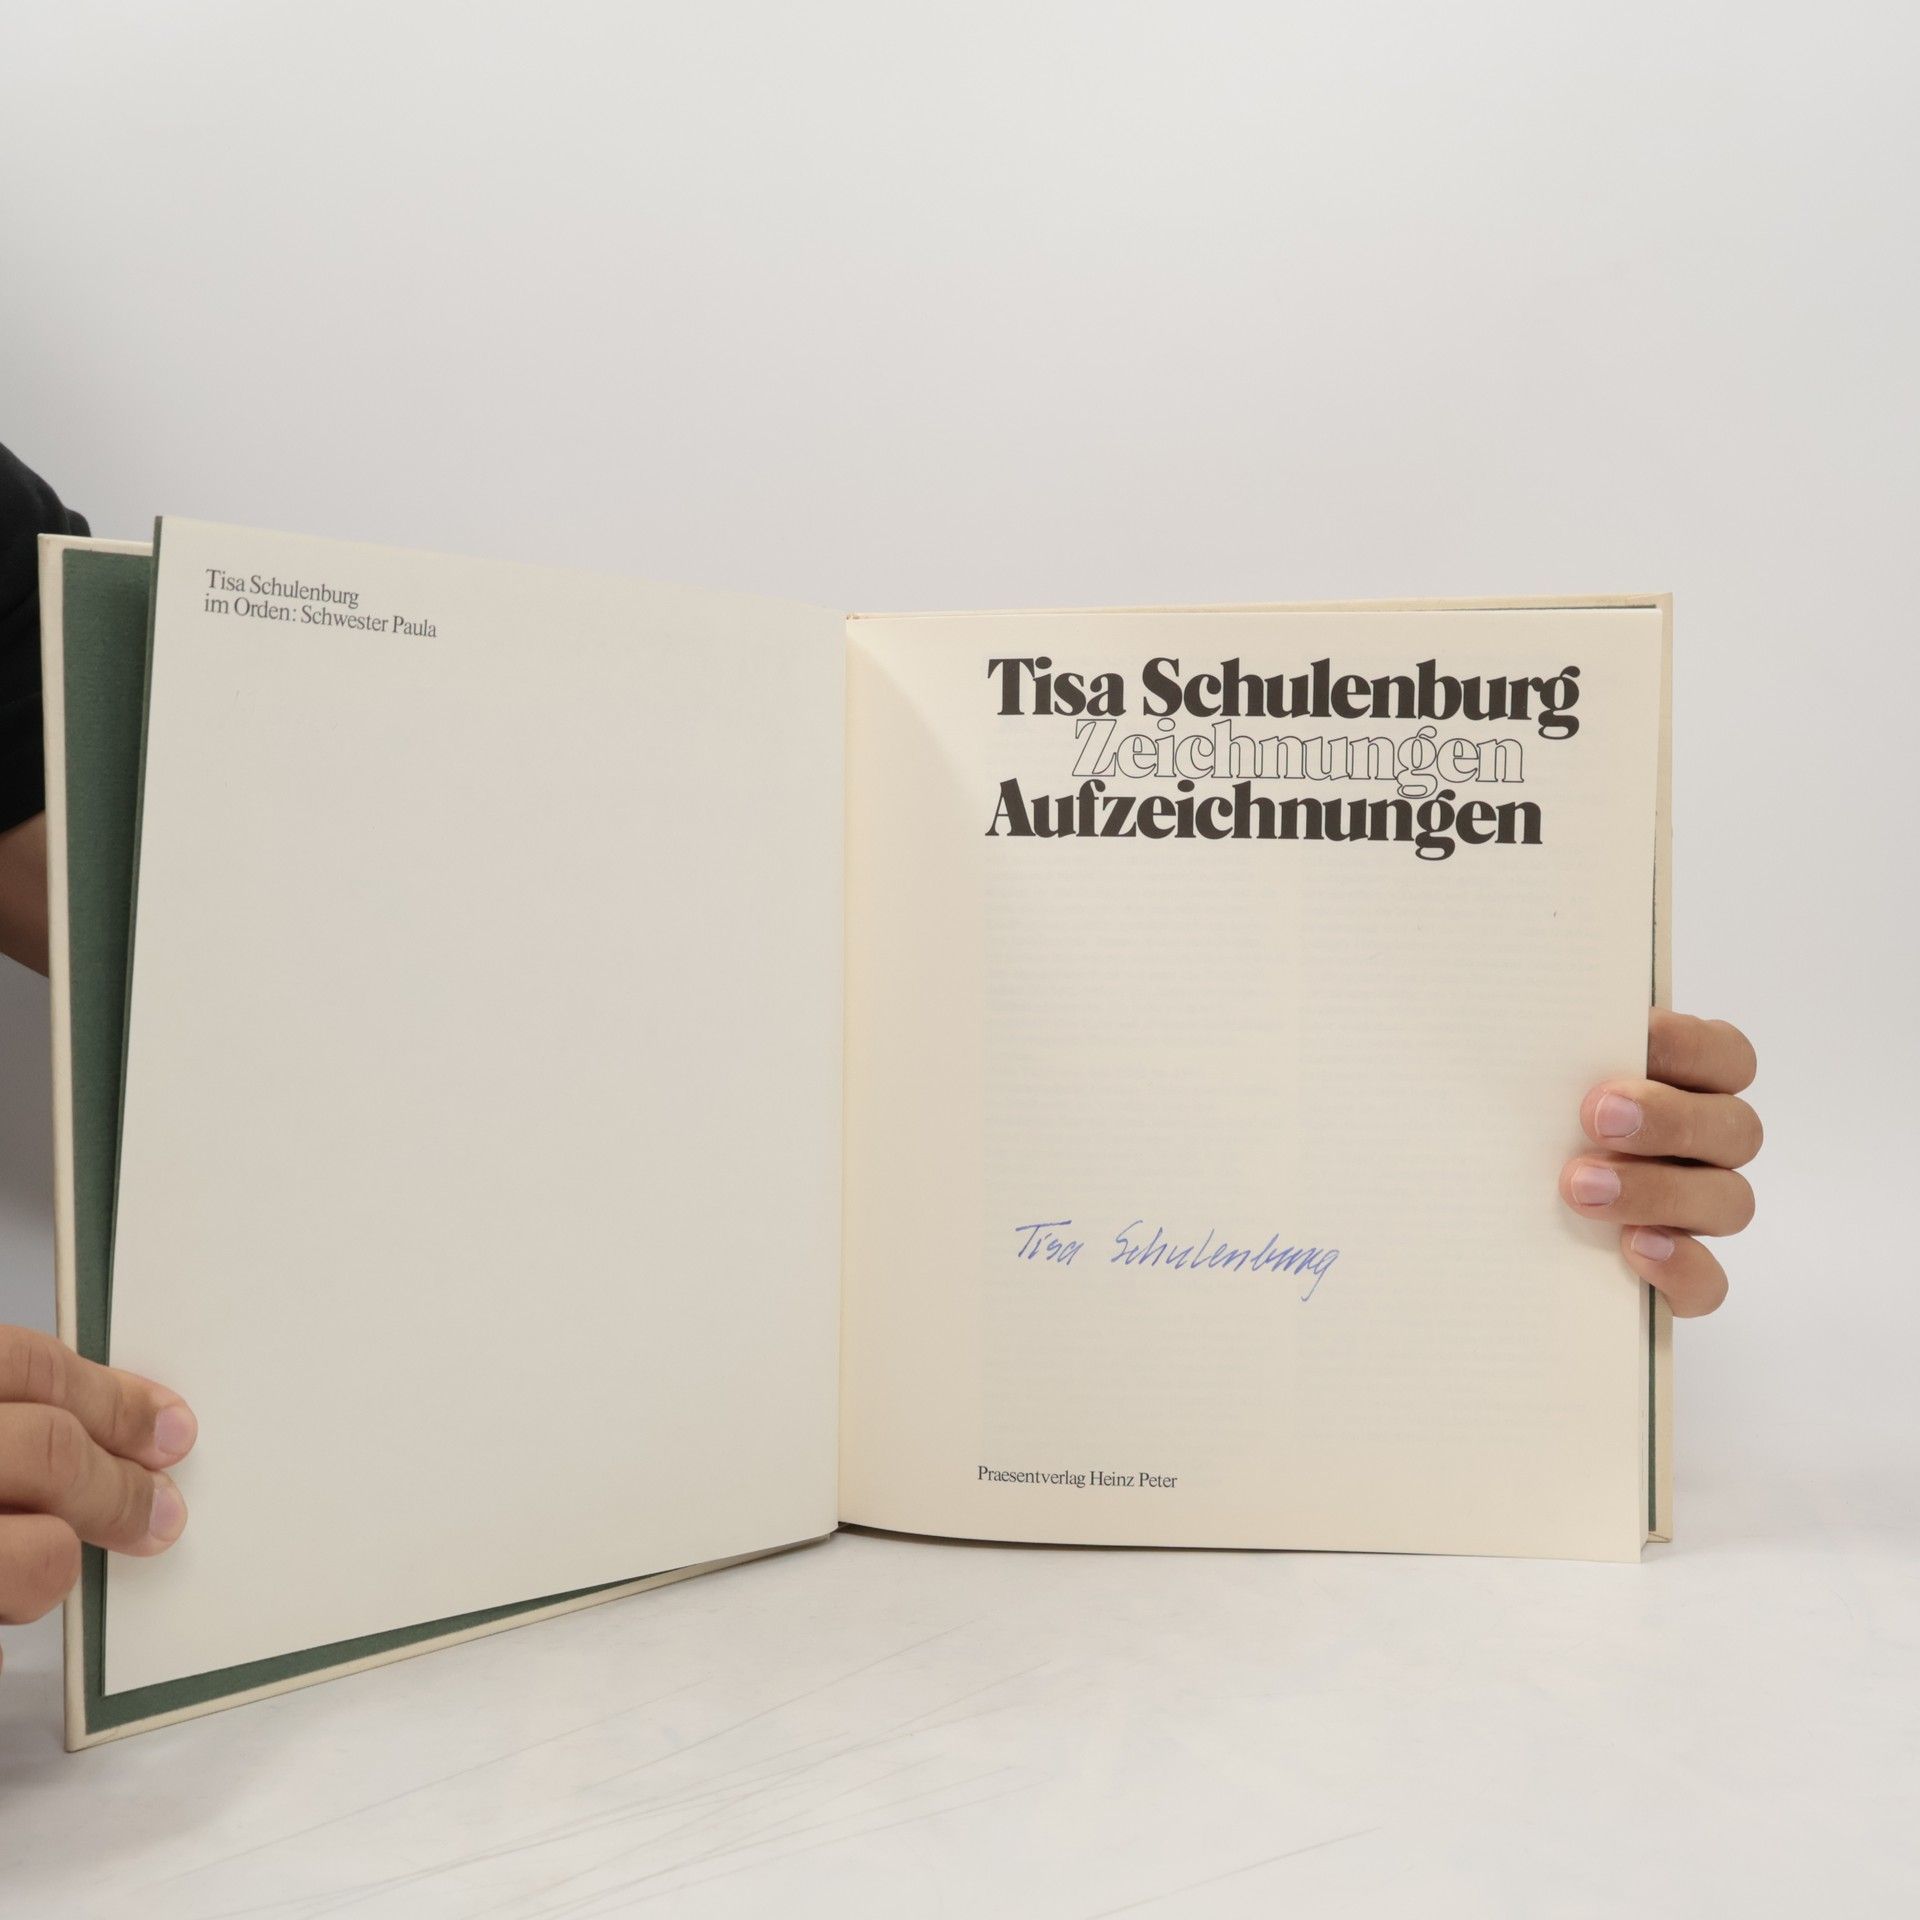 Tisa Schulenburg
im Orden: Schwester Paula
Tisa Schulenburg
Zeichnungen
Aufzeichnungen
Tisa Schulenburg
Praesentverlag Heinz Peter